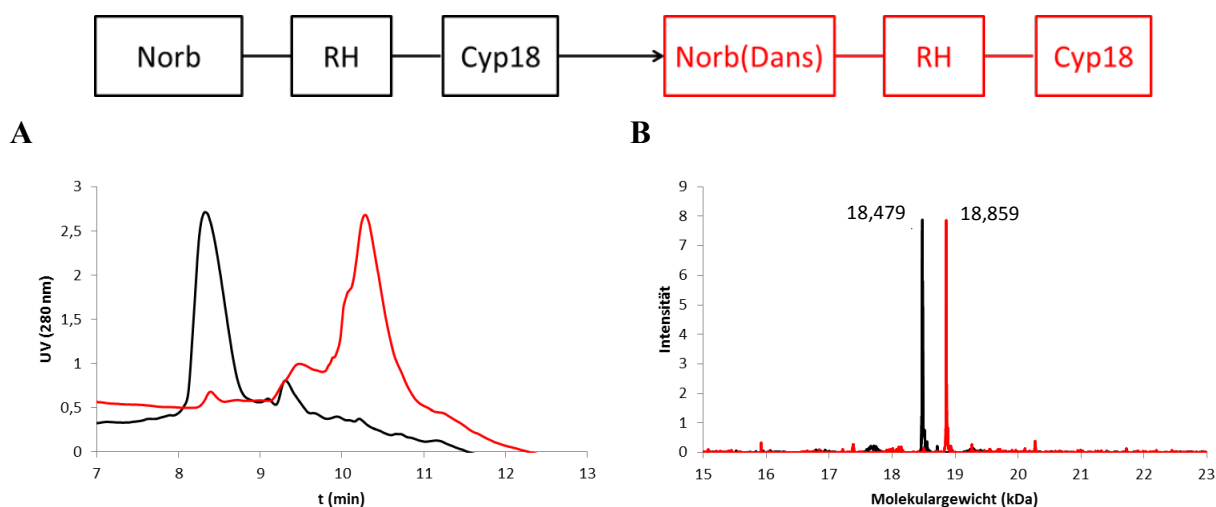 Norb RH Cyp18 Norb(Dans) RH Cyp18
A B
3
2,5
2
1,5
1
0,5
0
UV (280 nm)
7 8 9 10 11 12 13
t (min)
9
8
7
6
5
4
3
2
1
0
Intensität
18,479 18,859
15 16 17 18 19 20 21 22 23
Molekulargewicht (kDa)